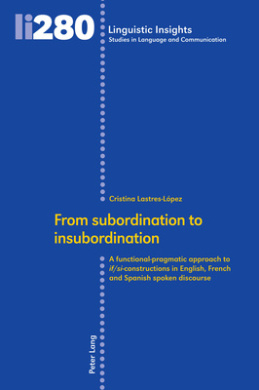 li280
Linguistic Insights
Studies in Language and Communication
Cristina Lastres-López
From subordination to
insubordination
A functional-pragmatic approach to
if/si-constructions in English, French
and Spanish spoken discourse
Peter Lang